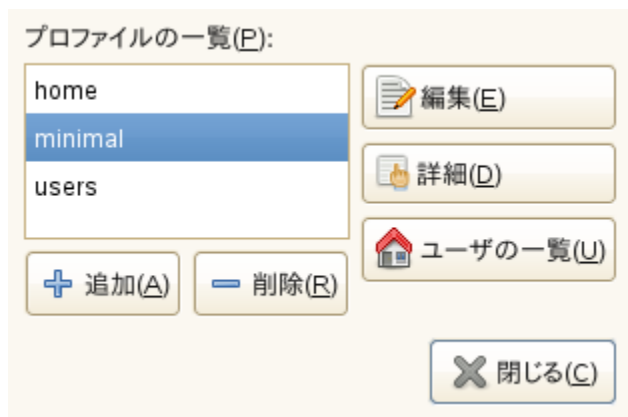 プロファイルの一覧(P):
home
minimal
users
編集(E)
詳細(D)
ユーザの一覧(U)
追加(A)
削除(R)
閉じる(C)